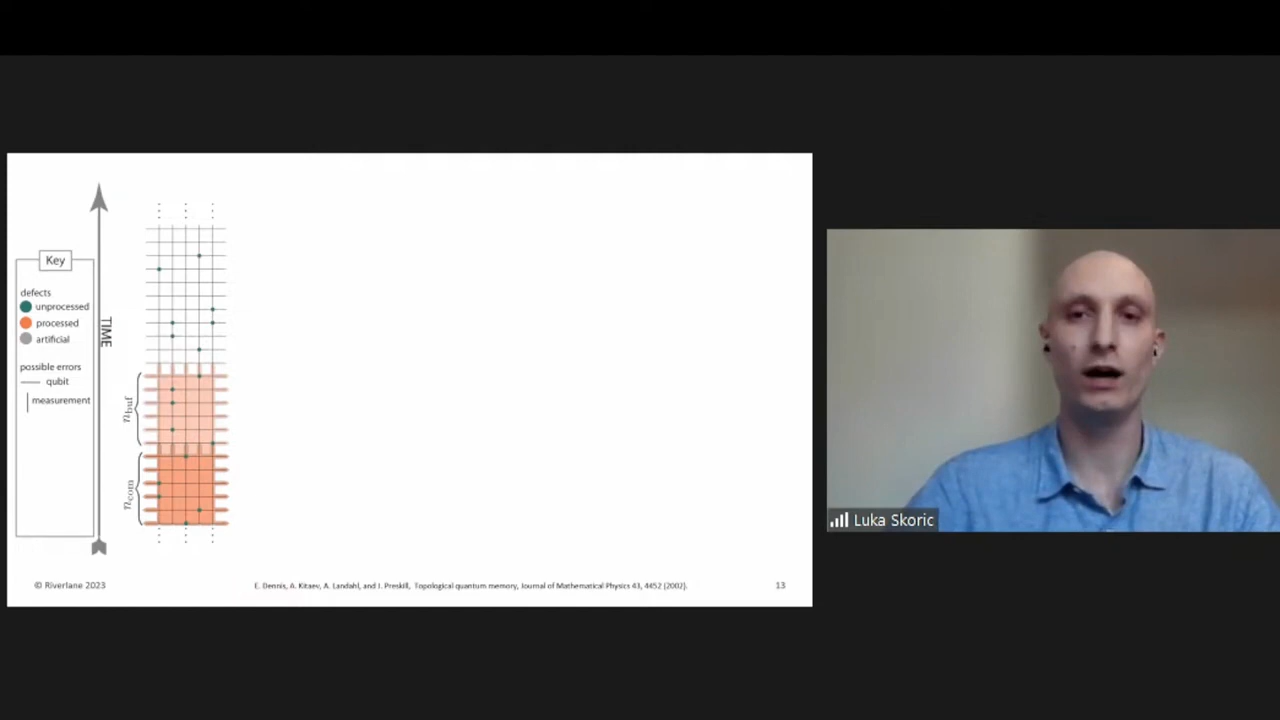 Key
defects
unprocessed
processed
artificial
possible errors
qubit
measurement
TIME
n_buf
n_com
© Riverlane 2023
E. Dennis, A. Kitaev, A. Landahl, and J. Preskill, Topological quantum memory, Journal of Mathematical Physics 43, 4452 (2002).
13
Luka Skoric